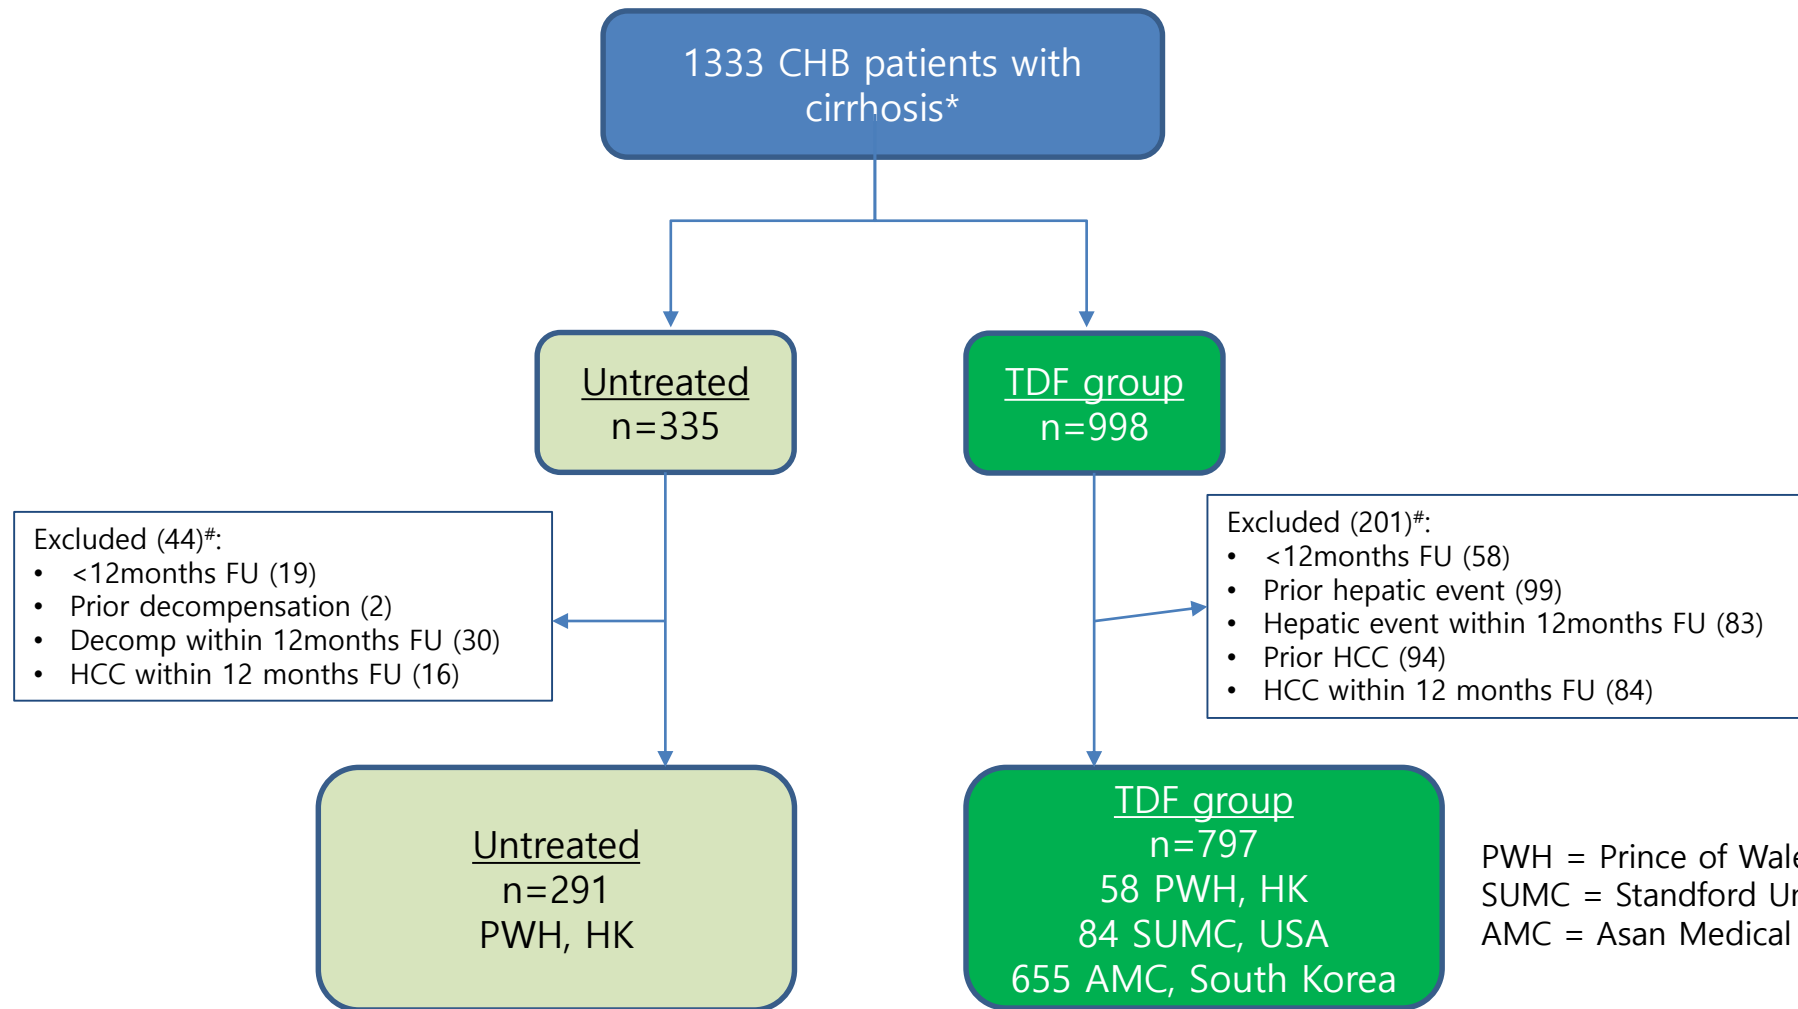 1333 CHB patients with
cirrhosis*
Untreated
n=335
TDF group
n=998
Excluded (44)#:
• <12months FU (19)
• Prior decompensation (2)
• Decomp within 12months FU (30)
• HCC within 12 months FU (16)
Excluded (201)#:
• <12months FU (58)
• Prior hepatic event (99)
• Hepatic event within 12months FU (83)
• Prior HCC (94)
• HCC within 12 months FU (84)
Untreated
n=291
PWH, HK
TDF group
n=797
58 PWH, HK
84 SUMC, USA
655 AMC, South Korea
PWH = Prince of
SUMC = Standford
AMC = Asan Medical